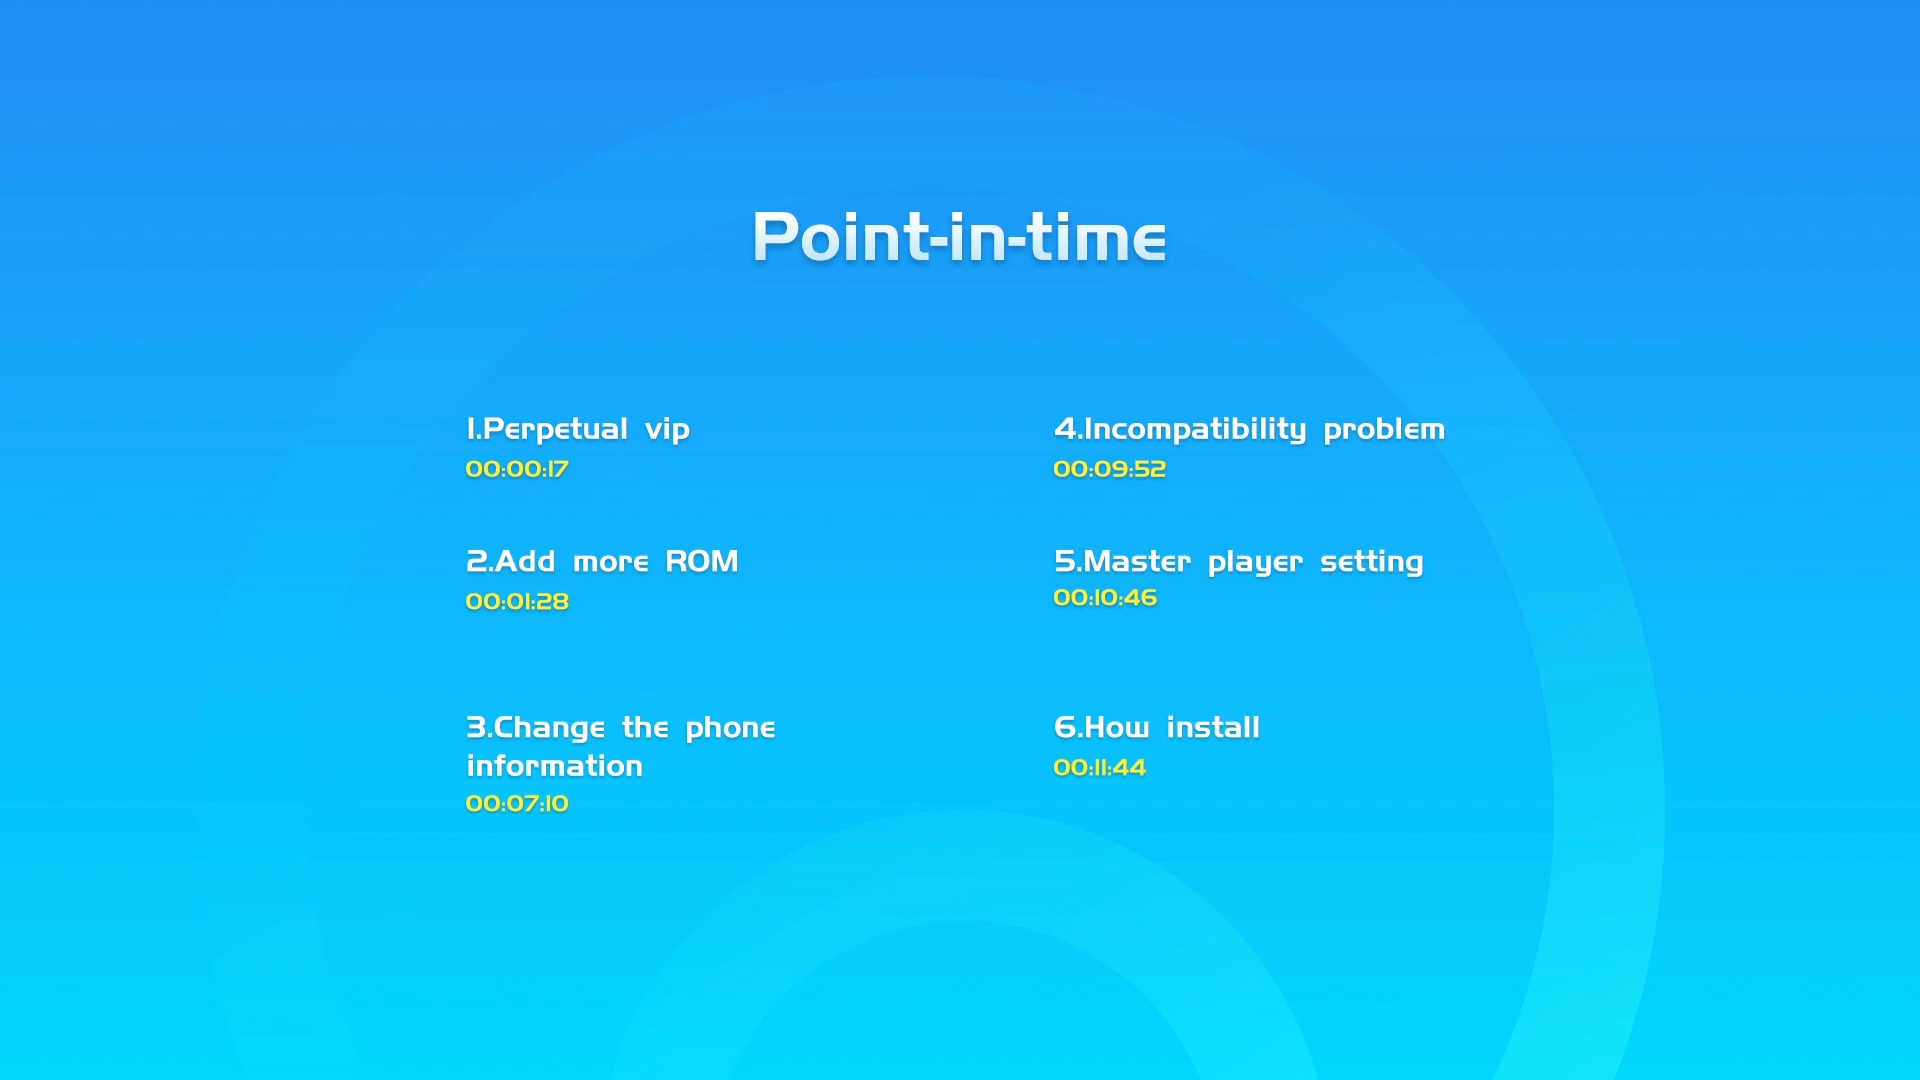 Point-in-time
1.Perpetual vip
00:00:17
2.Add more ROM
00:01:28
3.Change the phone
information
00:07:10
4.Incompatibility problem
00:09:52
5.Master player setting
00:10:46
6.How install
00:11:44